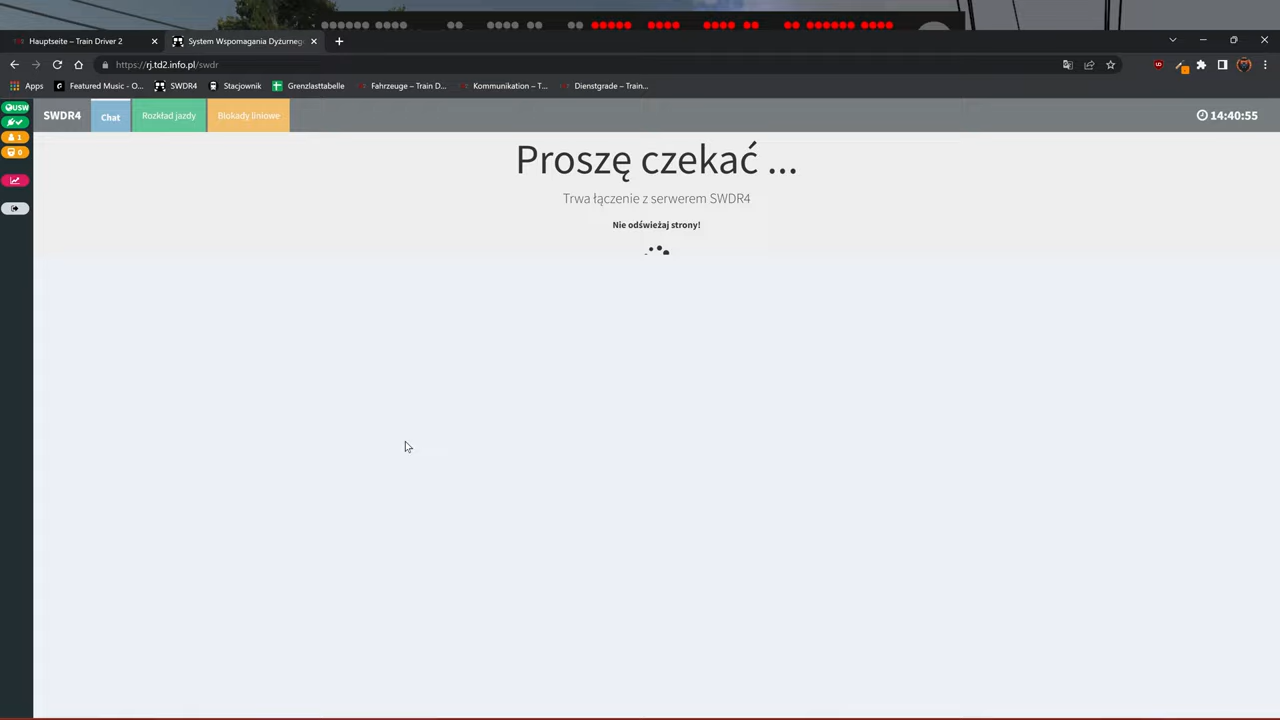 Hauptseite – Train Driver 2
System Wspomagania Dyżurneg
https://rj.td2.info.pl/swdr
Apps
Featured Music - O...
SWDR4
Stacjownik
Grenzlasttabelle
Fahrzeuge – Train D...
Kommunikation – T...
Dienstgrade – Train...
USW
1
0
SWDR4
Chat
Rozkład jazdy
Blokady liniowe
14:40:55
Proszę czekać ...
Trwa łączenie z serwerem SWDR4
Nie odświeżaj strony!